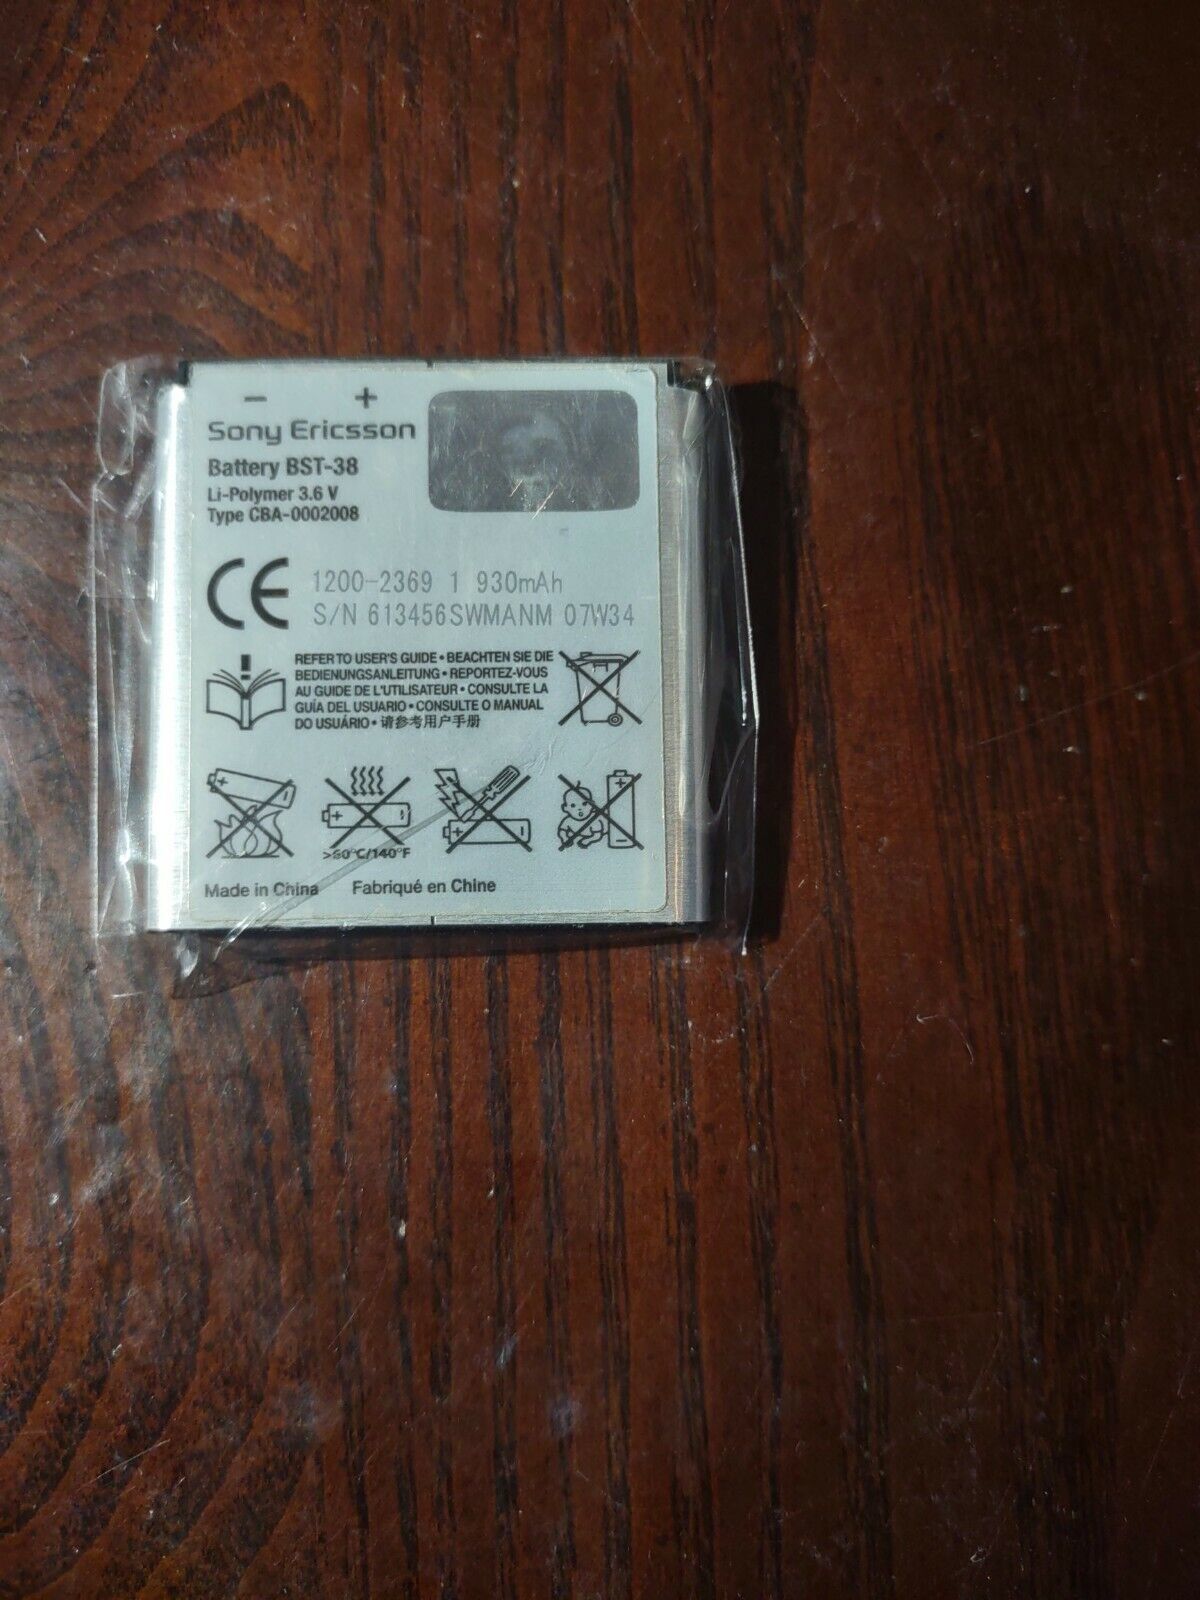 − +
Sony Ericsson
Battery BST-38
Li-Polymer 3.6 V
Type CBA-0002008
CE
1200-2369 1 930mAh
S/N 613456SWMANM 07W34
REFER TO USER'S GUIDE • BEACHTEN SIE DIE
BEDIENUNGSANLEITUNG • REPORTEZ-VOUS
AU GUIDE DE L'UTILISATEUR • CONSULTE LA
GUÍA DEL USUARIO • CONSULTE O MANUAL
DO USUÁRIO • 请参考用户手册
>60°C/140°F
Made in China Fabriqué en Chine